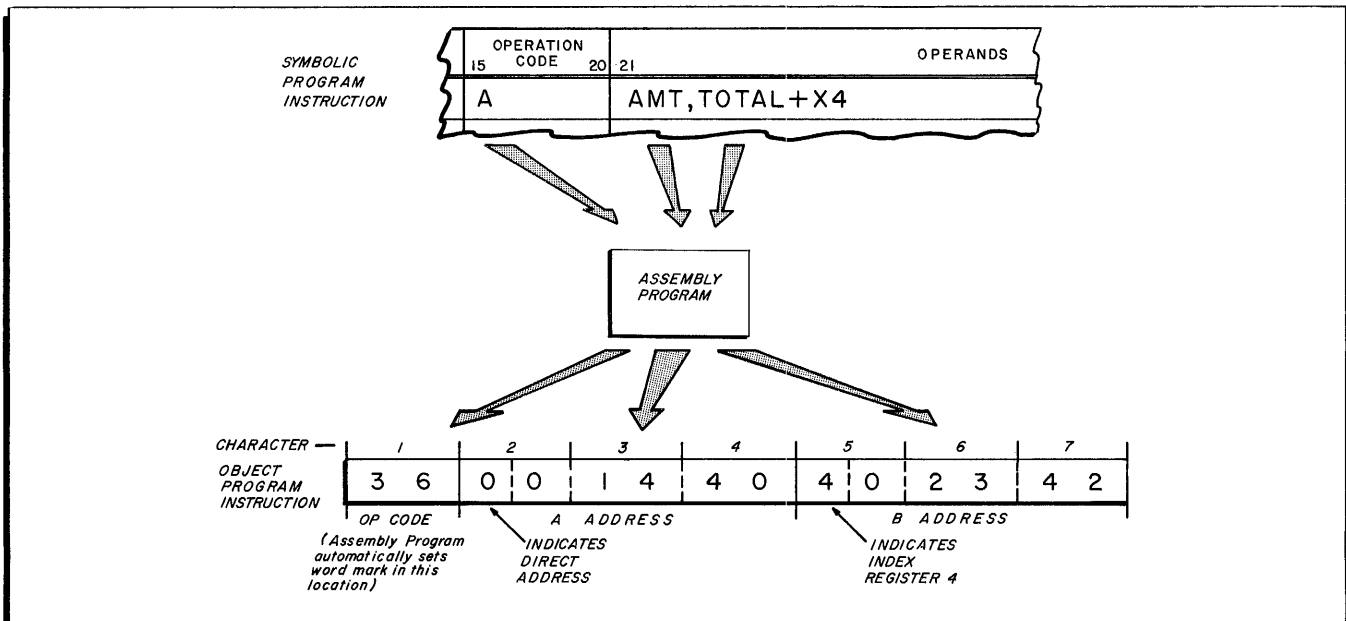 SYMBOLIC
PROGRAM
INSTRUCTION
OPERATION
CODE
15 20 21
OPERANDS
A AMT,TOTAL+X4
ASSEMBLY
PROGRAM
CHARACTER — 1 2 3 4 5 6 7
OBJECT
PROGRAM
INSTRUCTION
3 6 0 0 1 4 4 0 4 0 2 3 4 2
OP CODE
(Assembly Program
automatically sets
word mark in this
location)
A ADDRESS
INDICATES
DIRECT
ADDRESS
B ADDRESS
INDICATES
INDEX
REGISTER 4